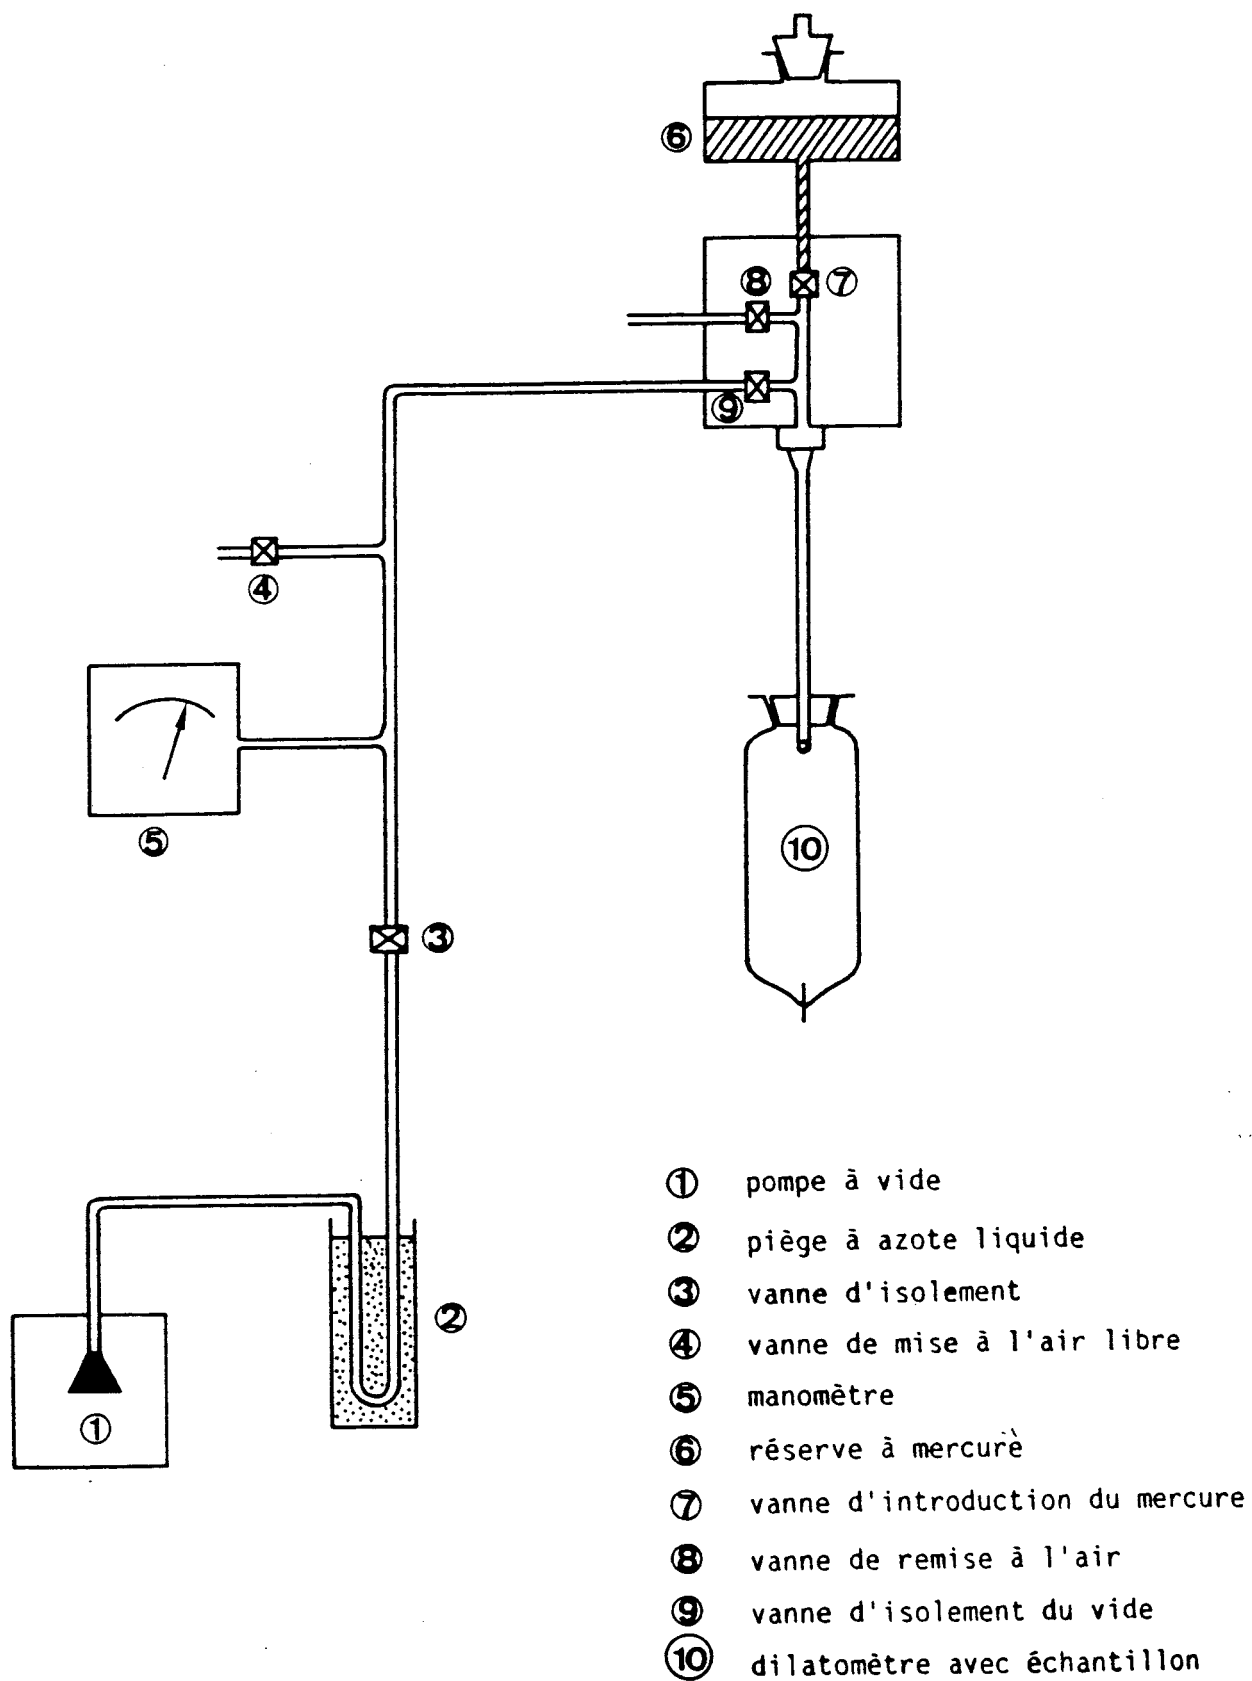 ⑥
⑧ ⑦
⑨
④
⑤
⑩
③
②
①
① pompe à vide
② piège à azote liquide
③ vanne d'isolement
④ vanne de mise à l'air libre
⑤ manomètre
⑥ réserve à mercure
⑦ vanne d'introduction du mercure
⑧ vanne de remise à l'air
⑨ vanne d'isolement du vide
⑩ dilatomètre avec échantillon